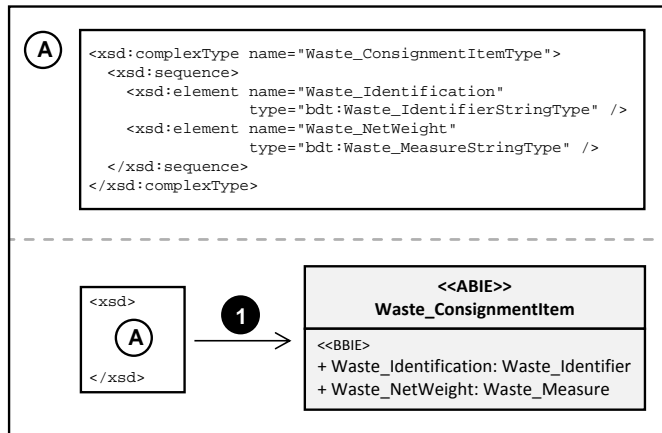 A
<xsd:complexType name="Waste_ConsignmentItemType">
<xsd:sequence>
<xsd:element name="Waste_Identification"
type="bdt:Waste_IdentifierStringType" />
<xsd:element name="Waste_NetWeight"
type="bdt:Waste_MeasureStringType" />
</xsd:sequence>
</xsd:complexType>
<xsd>
A
</xsd>
1
<<ABIE>>
Waste_ConsignmentItem
<<BBIE>
+ Waste_Identification: Waste_Identifier
+ Waste_NetWeight: Waste_Measure